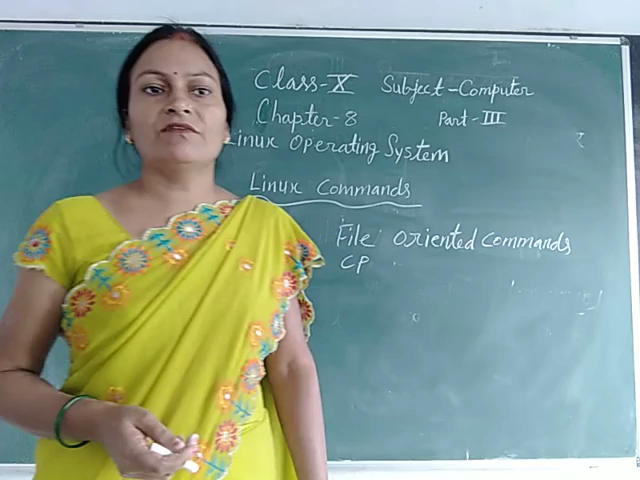 Class-X Subject-Computer
Chapter-8 Part-III
Linux Operating System
Linux Commands
File Oriented Commands
CP